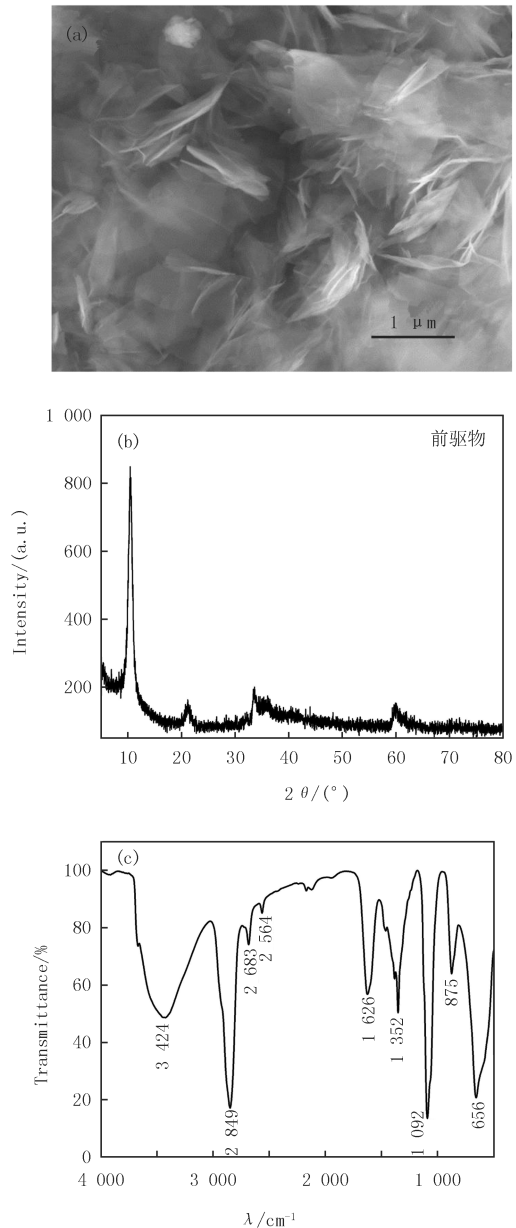 (a)
1 μm
1 000
(b)
前驱物
800
600
400
200
Intensity/(a.u.)
10 20 30 40 50 60 70 80
2 θ/(°)
(c)
100
80
60
40
20
0
Transmittance/%
3 424
2 849
2 683
2 564
1 626
1 352
1 092
875
656
4 000 3 000 2 000 1 000
λ/cm⁻¹